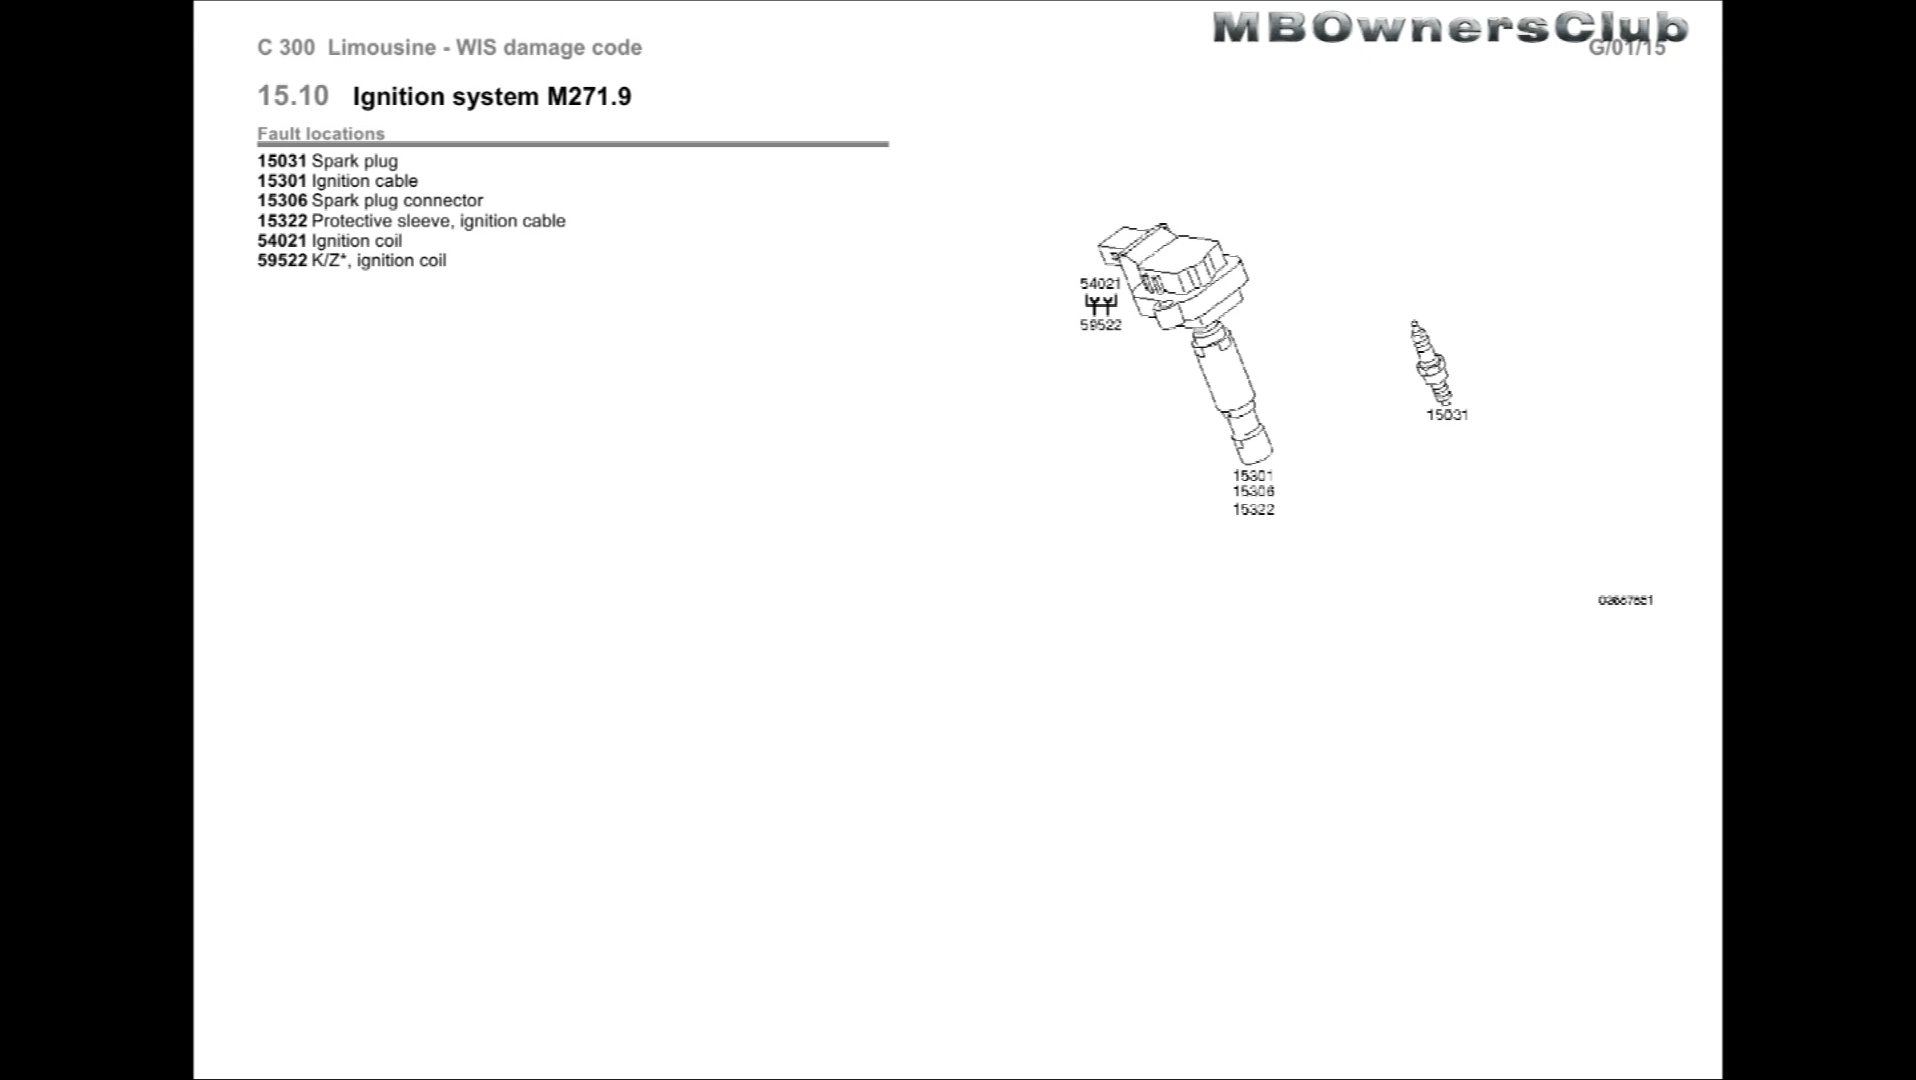 MBOwnersClub
C 300 Limousine - WIS damage code
G/01/15
15.10 Ignition system M271.9
Fault locations
15031 Spark plug
15301 Ignition cable
15306 Spark plug connector
15322 Protective sleeve, ignition cable
54021 Ignition coil
59522 K/Z*, ignition coil
54021
59522
15031
15301
15306
15322